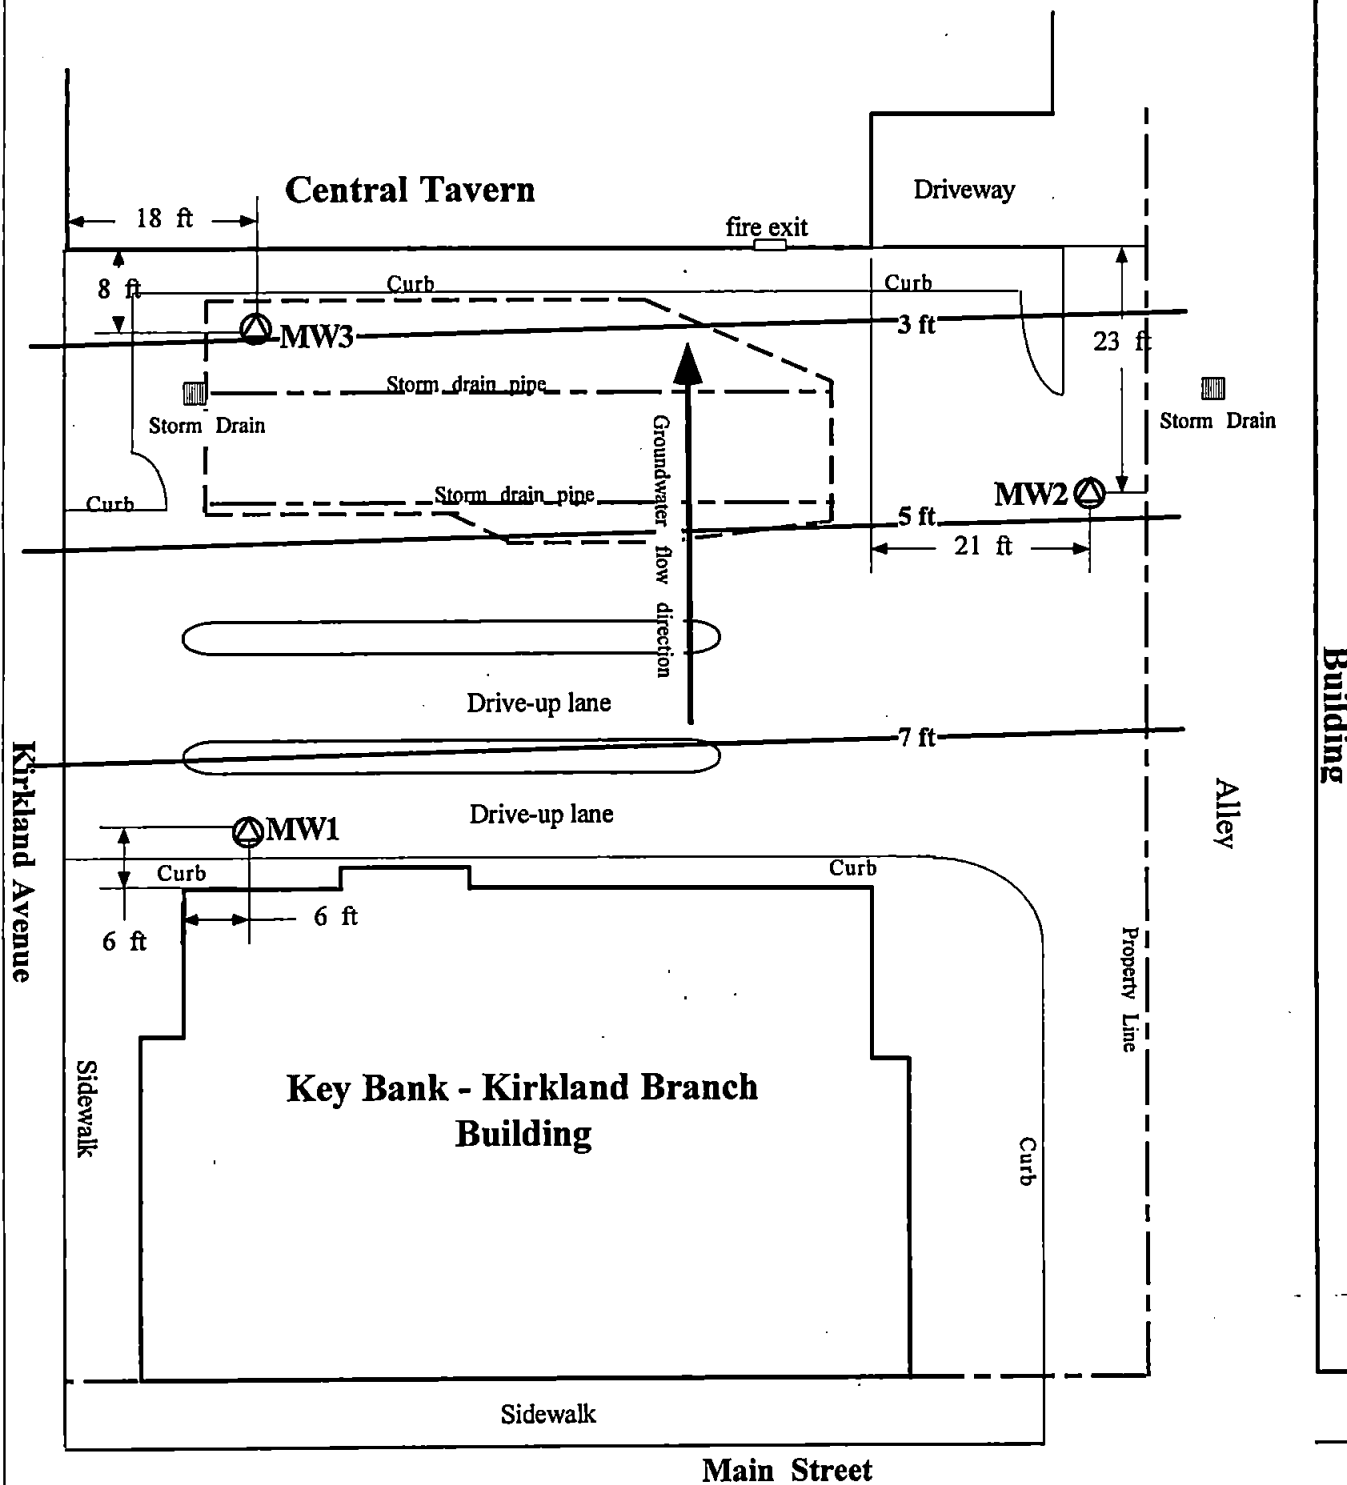 Central Tavern
Driveway
18 ft
fire exit
8 ft
Curb
Curb
MW3
3 ft
23 ft
Storm drain pipe
Storm Drain
Storm Drain
Groundwater flow direction
Storm drain pipe
MW2
Curb
5 ft
21 ft
Drive-up lane
7 ft
Building
Kirkland Avenue
Alley
Drive-up lane
MW1
Curb
Curb
6 ft
6 ft
Property Line
Sidewalk
Key Bank - Kirkland Branch
Building
Curb
Sidewalk
Main Street